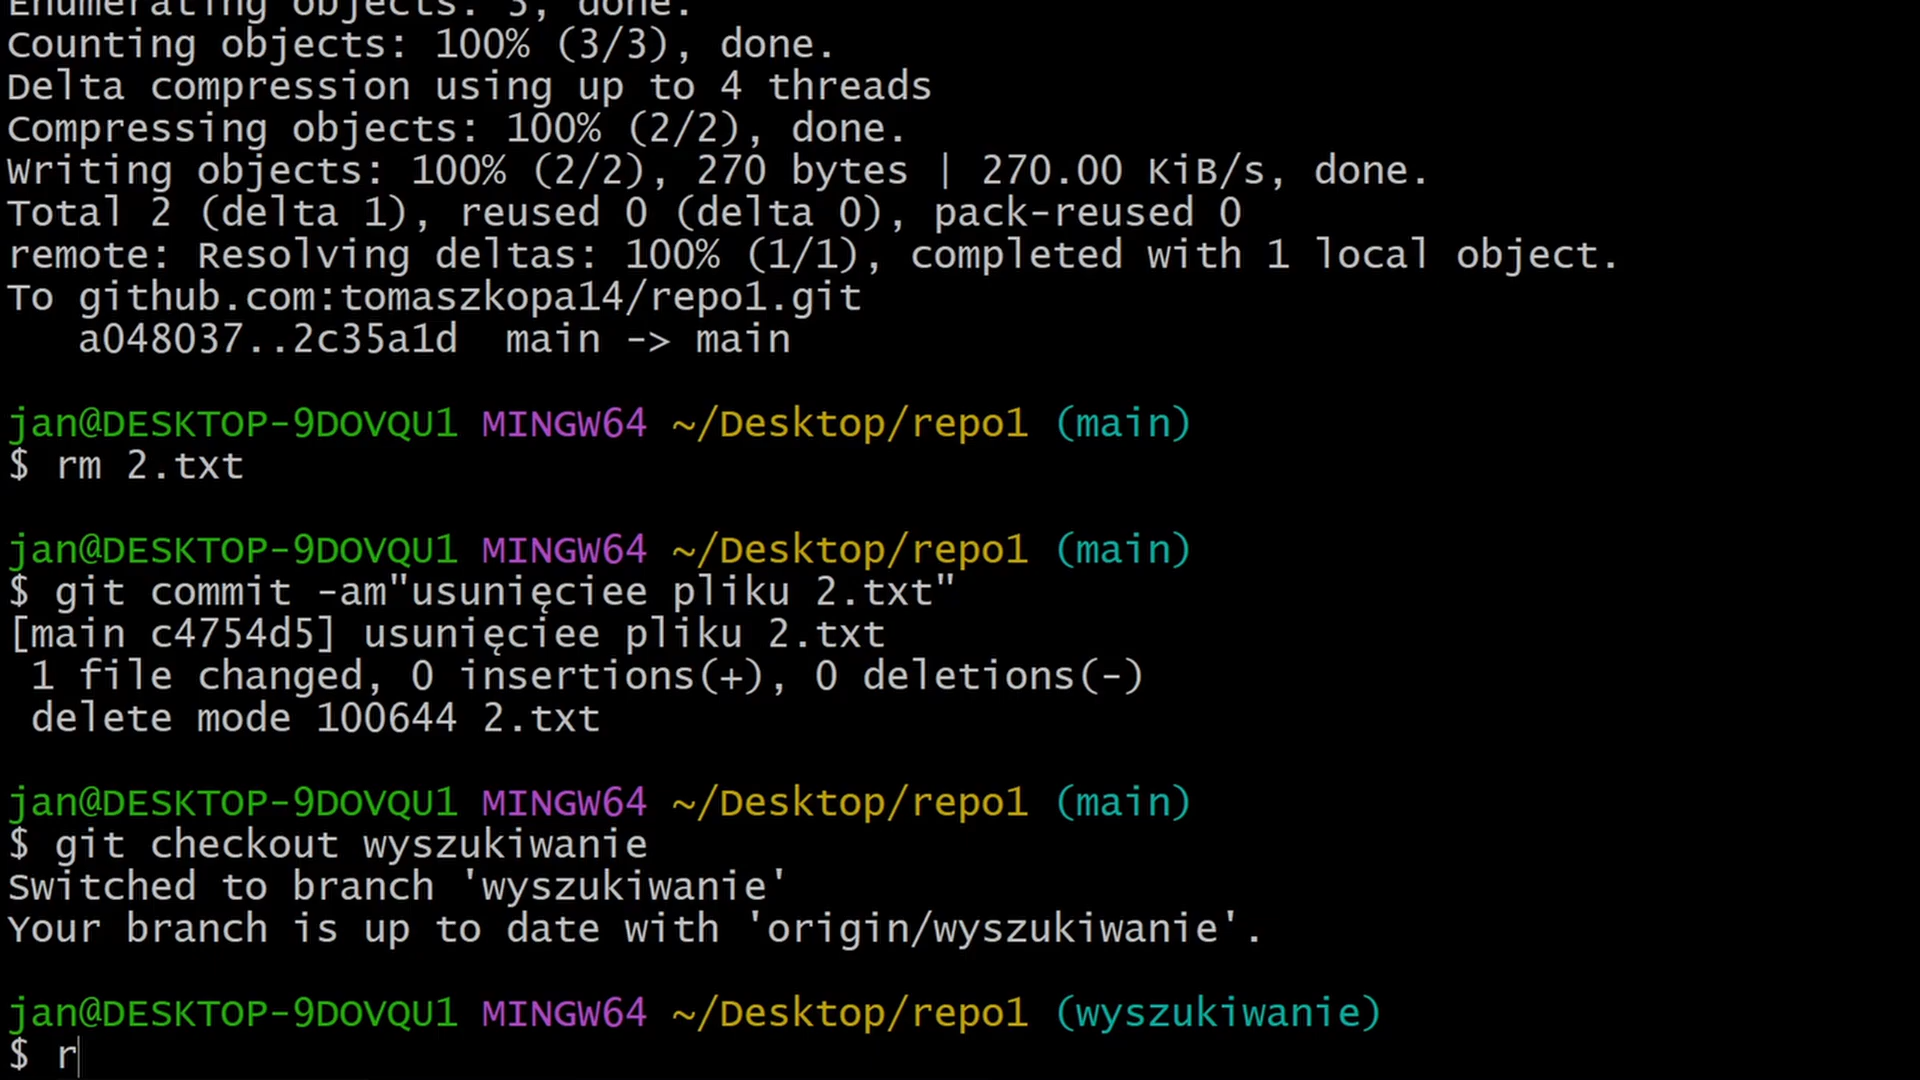 Enumerating objects: 3, done.
Counting objects: 100% (3/3), done.
Delta compression using up to 4 threads
Compressing objects: 100% (2/2), done.
Writing objects: 100% (2/2), 270 bytes | 270.00 KiB/s, done.
Total 2 (delta 1), reused 0 (delta 0), pack-reused 0
remote: Resolving deltas: 100% (1/1), completed with 1 local object.
To github.com:tomaszkopa14/repo1.git
   a048037..2c35a1d  main -> main
jan@DESKTOP-9DOVQU1 MINGW64 ~/Desktop/repo1 (main)
$ rm 2.txt
jan@DESKTOP-9DOVQU1 MINGW64 ~/Desktop/repo1 (main)
$ git commit -am"usunięciee pliku 2.txt"
[main c4754d5] usunięciee pliku 2.txt
 1 file changed, 0 insertions(+), 0 deletions(-)
 delete mode 100644 2.txt
jan@DESKTOP-9DOVQU1 MINGW64 ~/Desktop/repo1 (main)
$ git checkout wyszukiwanie
Switched to branch 'wyszukiwanie'
Your branch is up to date with 'origin/wyszukiwanie'.
jan@DESKTOP-9DOVQU1 MINGW64 ~/Desktop/repo1 (wyszukiwanie)
$ r